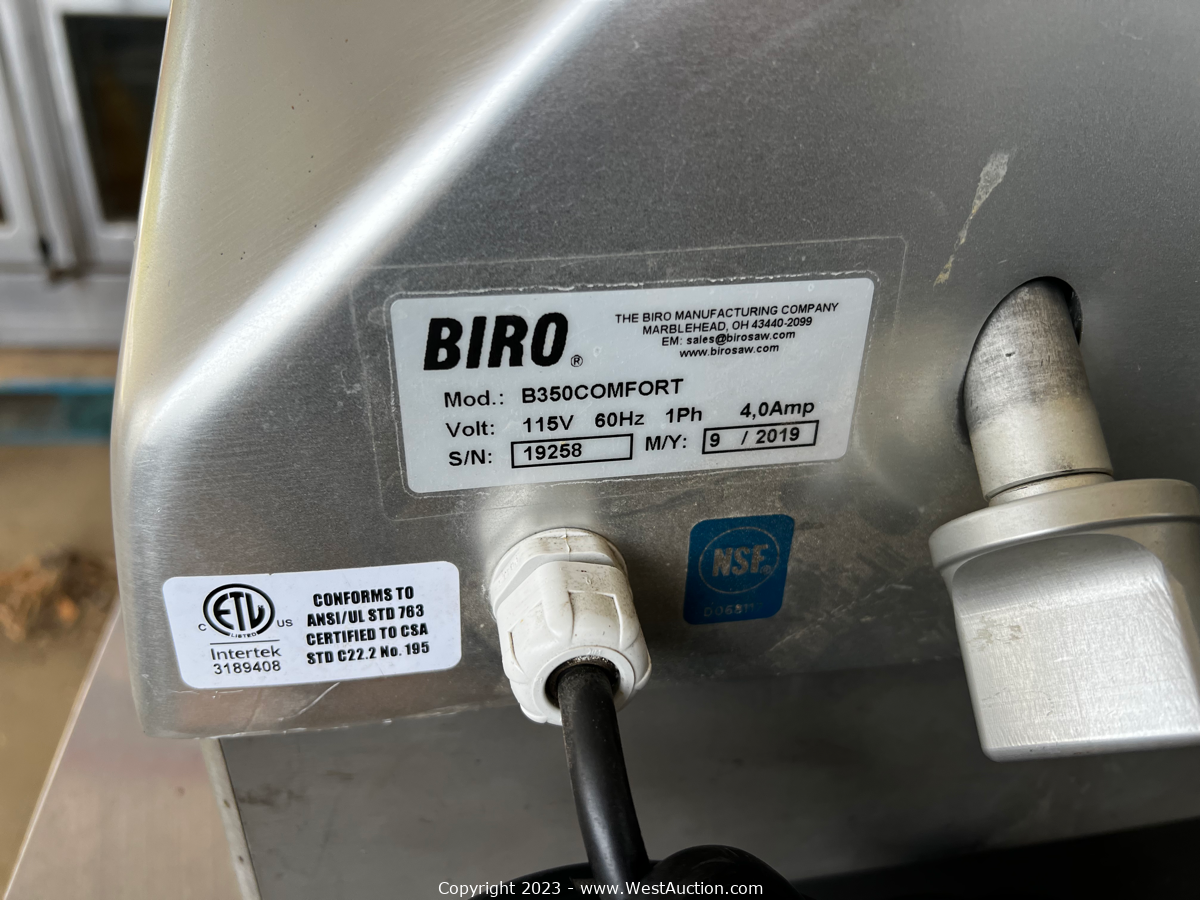 BIRO®
THE BIRO MANUFACTURING COMPANY
MARBLEHEAD, OH 43440-2099
EM: sales@birosaw.com
www.birosaw.com
Mod.: B350COMFORT
Volt: 115V 60Hz 1Ph 4,0Amp
S/N: 19258 M/Y: 9 / 2019
ETL
LISTED
C US
Intertek
3189408
CONFORMS TO
ANSI/UL STD 763
CERTIFIED TO CSA
STD C22.2 No. 195
NSF®
Copyright 2023 - www.WestAuction.com